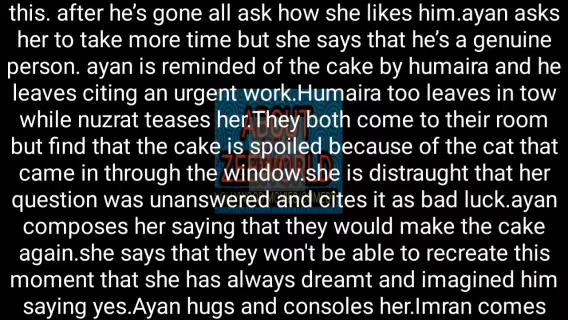 this. after he’s gone all ask how she likes him.ayan asks
her to take more time but she says that he’s a genuine
person. ayan is reminded of the cake by humaira and he
leaves citing an urgent work.Humaira too leaves in tow
while nuzrat teases her.They both come to their room
but find that the cake is spoiled because of the cat that
came in through the window.she is distraught that her
question was unanswered and cites it as bad luck.ayan
composes her saying that they would make the cake
again.she says that they won't be able to recreate this
moment that she has always dreamt and imagined him
saying yes.Ayan hugs and consoles her.Imran comes
ABOUT
ZEEWORLD